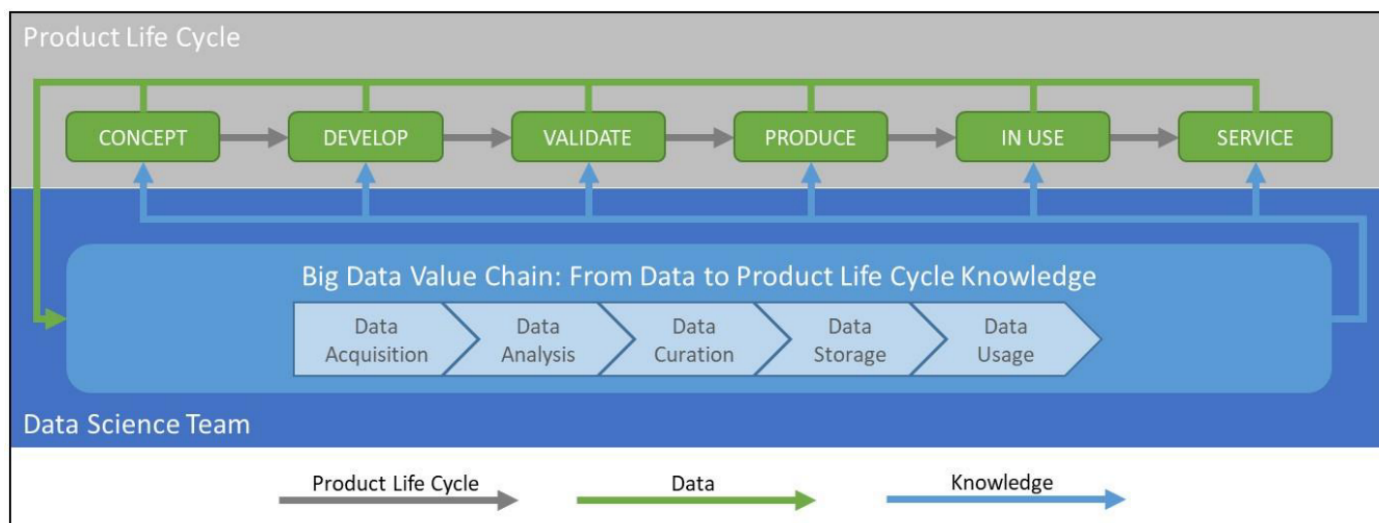 Product Life Cycle
CONCEPT
DEVELOP
VALIDATE
PRODUCE
IN USE
SERVICE
Big Data Value Chain: From Data to Product Life Cycle Knowledge
Data
Acquisition
Data
Analysis
Data
Curation
Data
Storage
Data
Usage
Data Science Team
Product Life Cycle
Data
Knowledge